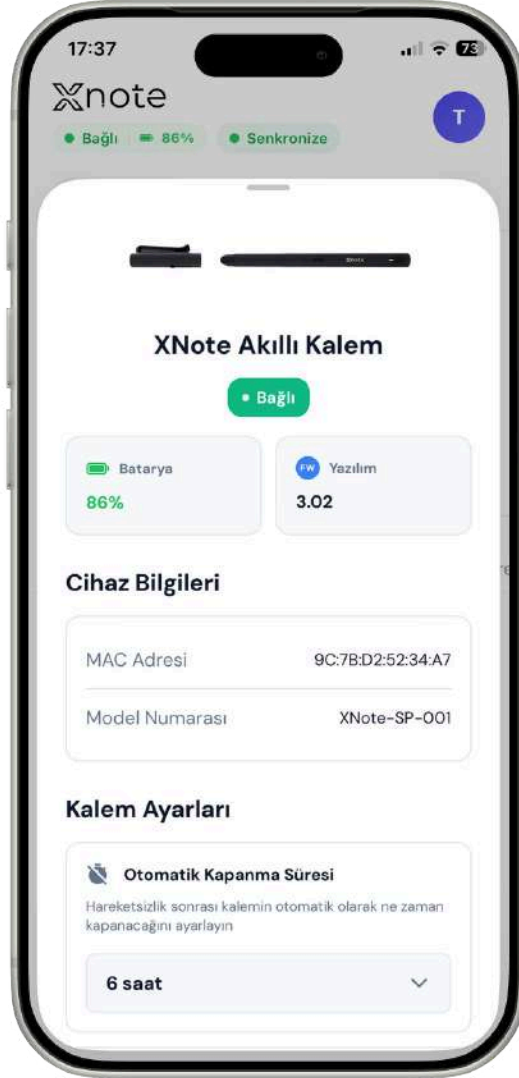 17:37
73
Xnote
T
Bağlı 86% Senkronize
XNote Akıllı Kalem
Bağlı
Batarya
86%
FW Yazılım
3.02
Cihaz Bilgileri
MAC Adresi 9C:7B:D2:52:34:A7
Model Numarası XNote-SP-001
Kalem Ayarları
Otomatik Kapanma Süresi
Hareketsizlik sonrası kalemin otomatik olarak ne zaman
kapanacağını ayarlayın
6 saat